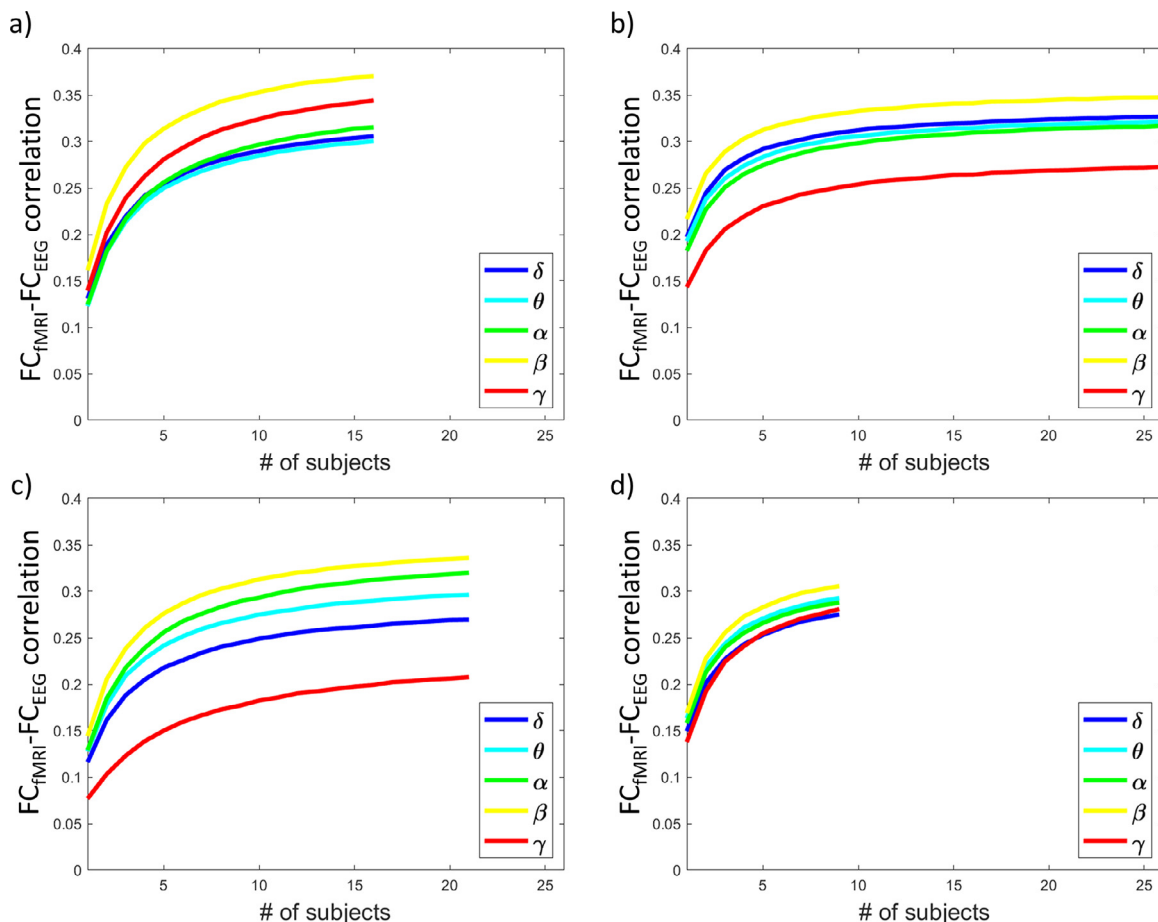 a)
0.4
0.35
0.3
0.25
0.2
0.15
0.1
0.05
0
FCfMRI-FCEEG correlation
5
10
15
20
25
# of subjects
δ
θ
α
β
γ
b)
0.4
0.35
0.3
0.25
0.2
0.15
0.1
0.05
0
FCfMRI-FCEEG correlation
5
10
15
20
25
# of subjects
δ
θ
α
β
γ
c)
0.4
0.35
0.3
0.25
0.2
0.15
0.1
0.05
0
FCfMRI-FCEEG correlation
5
10
15
20
25
# of subjects
δ
θ
α
β
γ
d)
0.4
0.35
0.3
0.25
0.2
0.15
0.1
0.05
0
FCfMRI-FCEEG correlation
5
10
15
20
25
# of subjects
δ
θ
α
β
γ